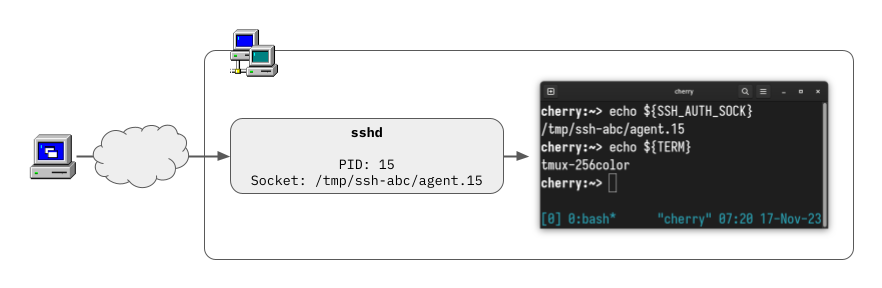 sshd
PID: 15
Socket: /tmp/ssh-abc/agent.15
cherry
cherry:~> echo ${SSH_AUTH_SOCK}
/tmp/ssh-abc/agent.15
cherry:~> echo ${TERM}
tmux-256color
cherry:~>
[0] 0:bash* "cherry" 07:20 17-Nov-23